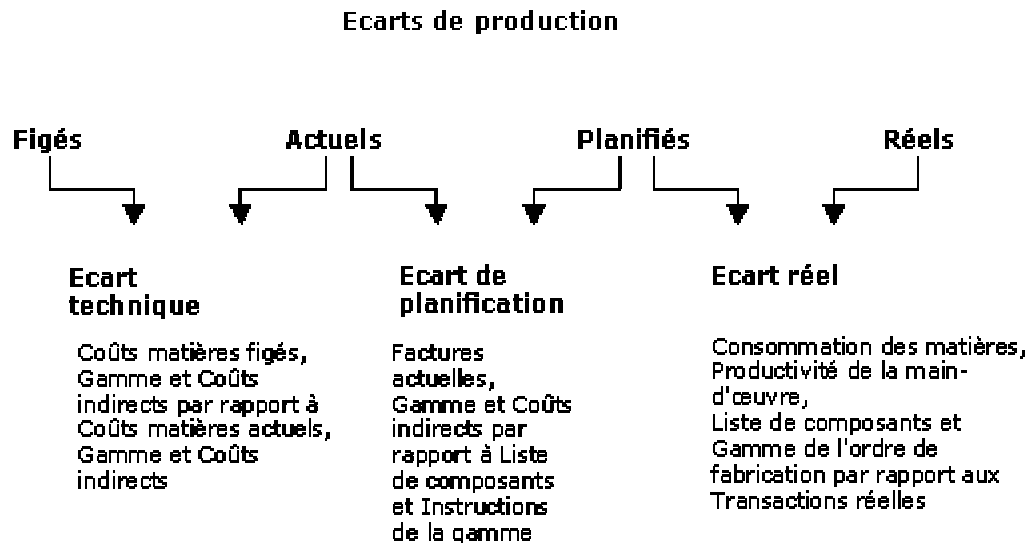 Ecarts de production
Figés
Actuels
Planifiés
Réels
Ecart
technique
Coûts matières figés,
Gamme et Coûts
indirects par rapport à
Coûts matières actuels,
Gamme et Coûts
indirects
Ecart de
planification
Factures
actuelles,
Gamme et Coûts
indirects par
rapport à Liste
de composants
et Instructions
de la gamme
Ecart réel
Consommation des matières,
Productivité de la main-
d'œuvre,
Liste de composants et
Gamme de l'ordre de
fabrication par rapport aux
Transactions réelles